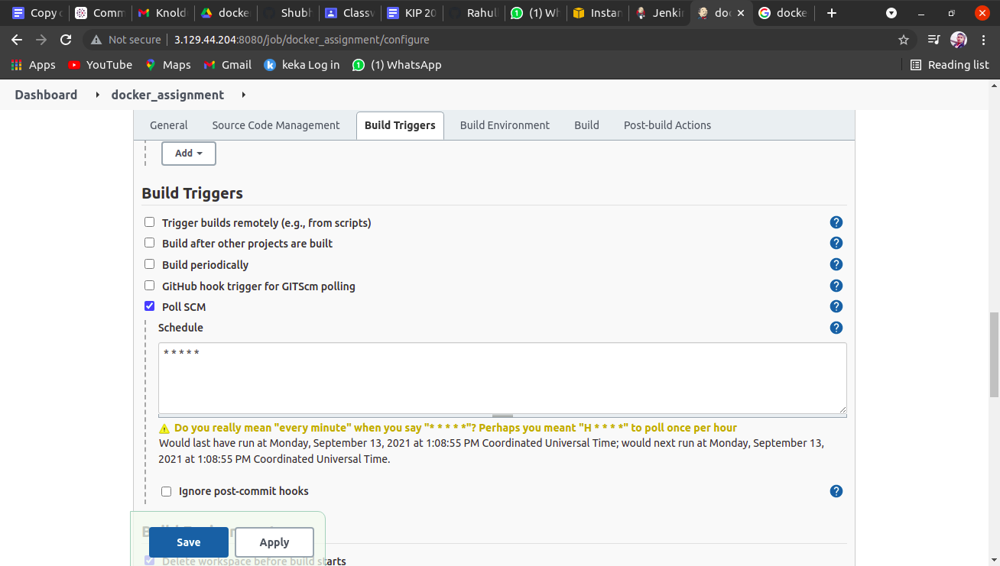 Copy
Comm
Knold
docke
Shubh
Classw
KIP 20
Rahul
(1) Wh
Instan
Jenkin
doc
docke
Not secure 3.129.44.204:8080/job/docker_assignment/configure
Apps YouTube Maps Gmail keka Log in (1) WhatsApp Reading list
Dashboard docker_assignment
General Source Code Management Build Triggers Build Environment Build Post-build Actions
Add
Build Triggers
Trigger builds remotely (e.g., from scripts)
Build after other projects are built
Build periodically
GitHub hook trigger for GITScm polling
Poll SCM
Schedule
* * * * *
Do you really mean "every minute" when you say "* * * * *"? Perhaps you meant "H * * * *" to poll once per hour
Would last have run at Monday, September 13, 2021 at 1:08:55 PM Coordinated Universal Time; would next run at Monday, September 13,
2021 at 1:08:55 PM Coordinated Universal Time.
Ignore post-commit hooks
Save Apply
Delete workspace before build starts